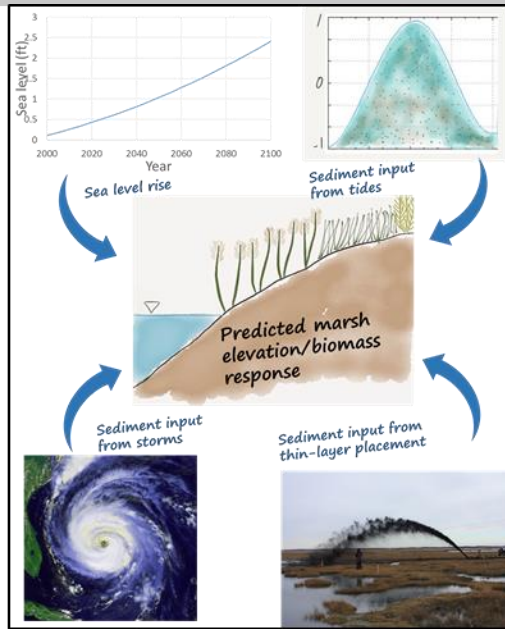 3
2.5
2
1.5
1
0.5
0
Sea level (ft)
2000
2020
2040
2060
2080
2100
Year
1
0
-1
Sea level rise
Sediment input
from tides
Predicted marsh
elevation/biomass
response
Sediment input
from storms
Sediment input from
thin-layer placement